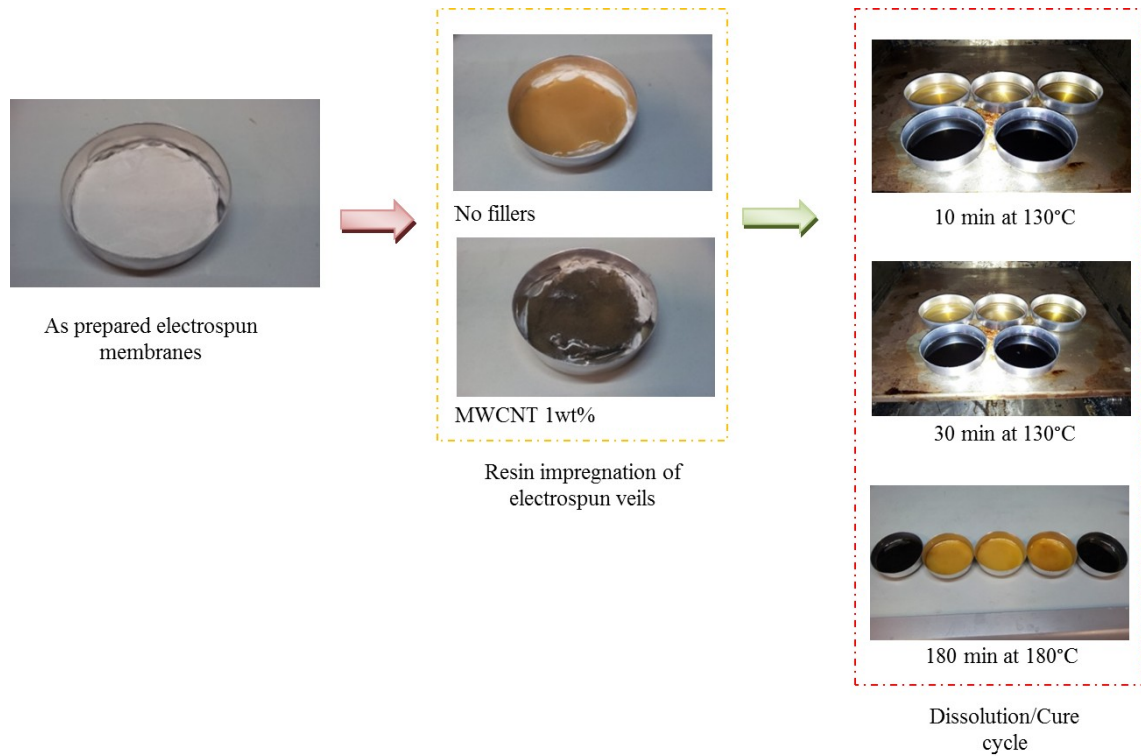 As prepared electrospun
membranes
No fillers
MWCNT 1wt%
Resin impregnation of
electrospun veils
10 min at 130°C
30 min at 130°C
180 min at 180°C
Dissolution/Cure
cycle